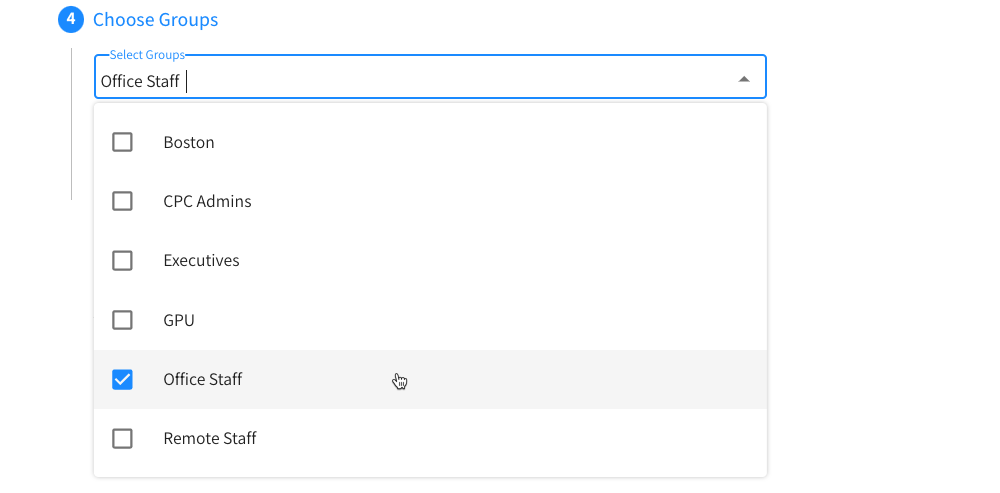 4 Choose Groups
Select Groups
Office Staff
Boston
CPC Admins
Executives
GPU
Office Staff
Remote Staff